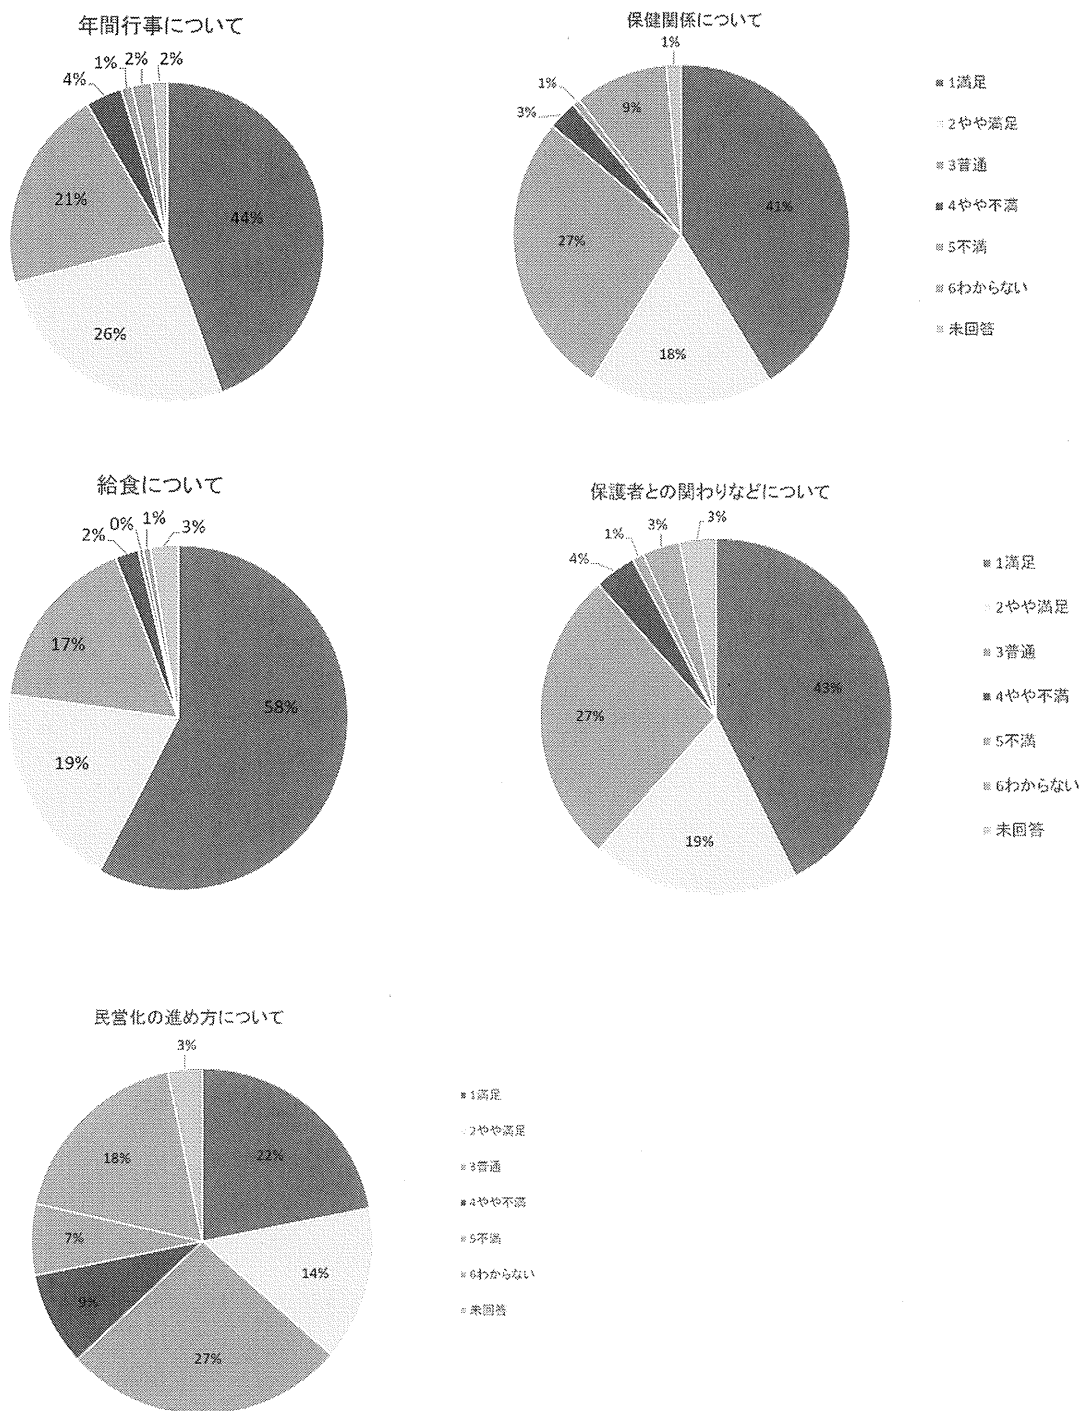 年間行事について
1%
2%
2%
4%
21%
44%
26%
保健関係について
1%
1%
3%
9%
41%
27%
18%
1満足
2やや満足
3普通
4やや不満
5不満
6わからない
未回答
給食について
2%
0%
1%
3%
17%
58%
19%
保護者との関わりなどについて
4%
1%
3%
3%
43%
27%
19%
1満足
2やや満足
3普通
4やや不満
5不満
6わからない
未回答
民営化の進め方について
3%
18%
22%
7%
14%
9%
27%
1満足
2やや満足
3普通
4やや不満
5不満
6わからない
未回答